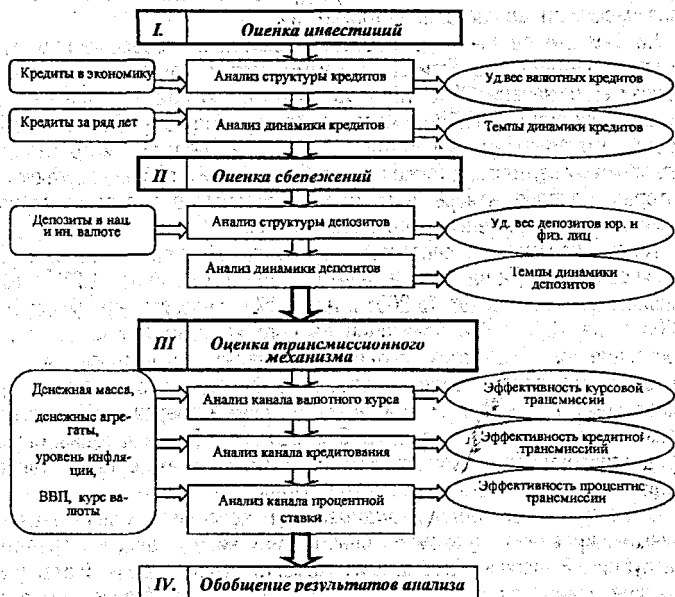 I. Оценка инвестиций
Кредиты в экономику
Анализ структуры кредитов
Уд.вес валютных кредитов
Кредиты за ряд лет
Анализ динамики кредитов
Темпы динамики кредитов
II Оценка сбережений
Депозиты в нац.
и ин. валюте
Анализ структуры депозитов
Уд. вес депозитов юр. и
физ. лиц
Анализ динамики депозитов
Темпы динамики
депозитов
III Оценка трансмиссионного
механизма
Денежная масса,
денежные агре-
гаты,
уровень инфля-
ции,
ВВП, курс ва-
люты
Анализ канала валютного курса
Эффективность курсовой
трансмиссии
Анализ канала кредитования
Эффективность кредитной
трансмиссиий
Анализ канала процентной
ставки
Эффективность процентнс
трансмиссии
IV. Обобщение результатов анализа